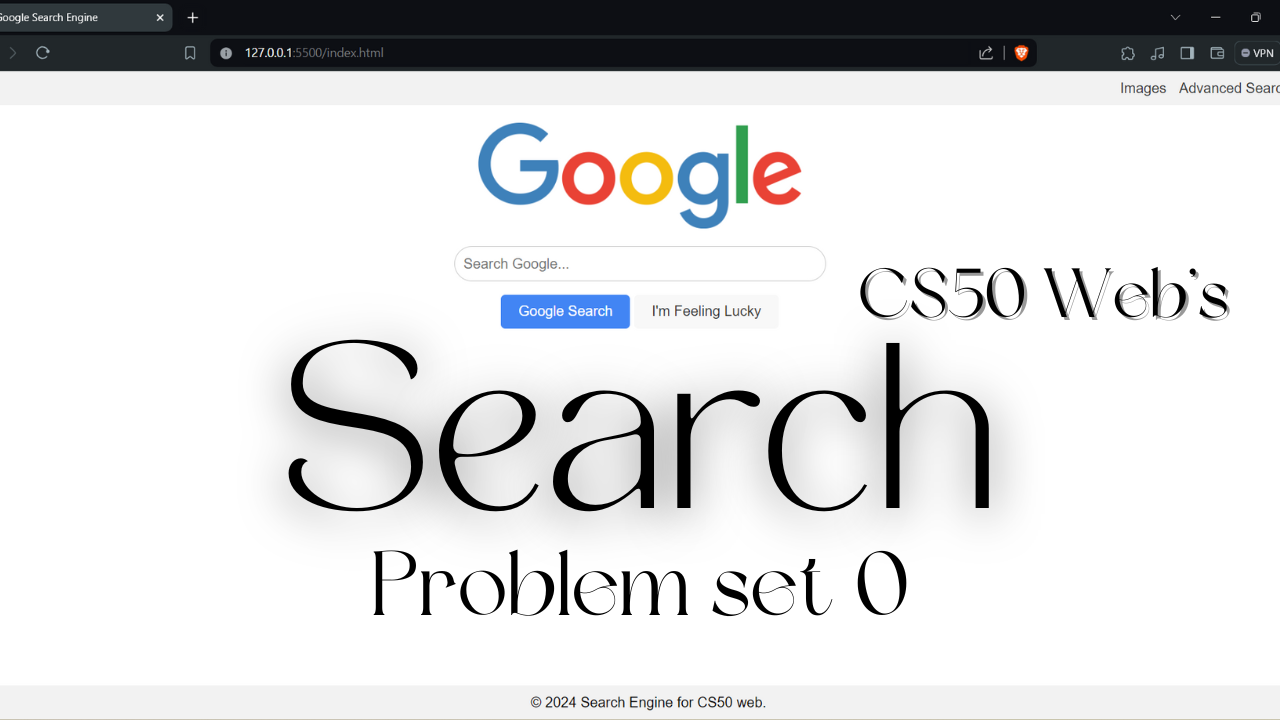 Google Search Engine
127.0.0.1:5500/index.html
VPN
Images Advanced Searc
Google
Search Google...
Google Search I'm Feeling Lucky
CS50 Web's
Search
Problem set 0
© 2024 Search Engine for CS50 web.